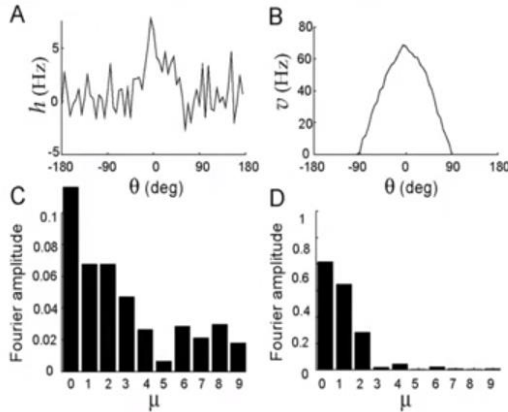 A
h (Hz)
5
0
-5
-180
-90
0
90
180
θ (deg)
B
v (Hz)
80
60
40
20
0
-180
-90
0
90
180
θ (deg)
C
Fourier amplitude
0.1
0.08
0.06
0.04
0.02
0
0 1 2 3 4 5 6 7 8 9
μ
D
Fourier amplitude
1
0.8
0.6
0.4
0.2
0
0 1 2 3 4 5 6 7 8 9
μ